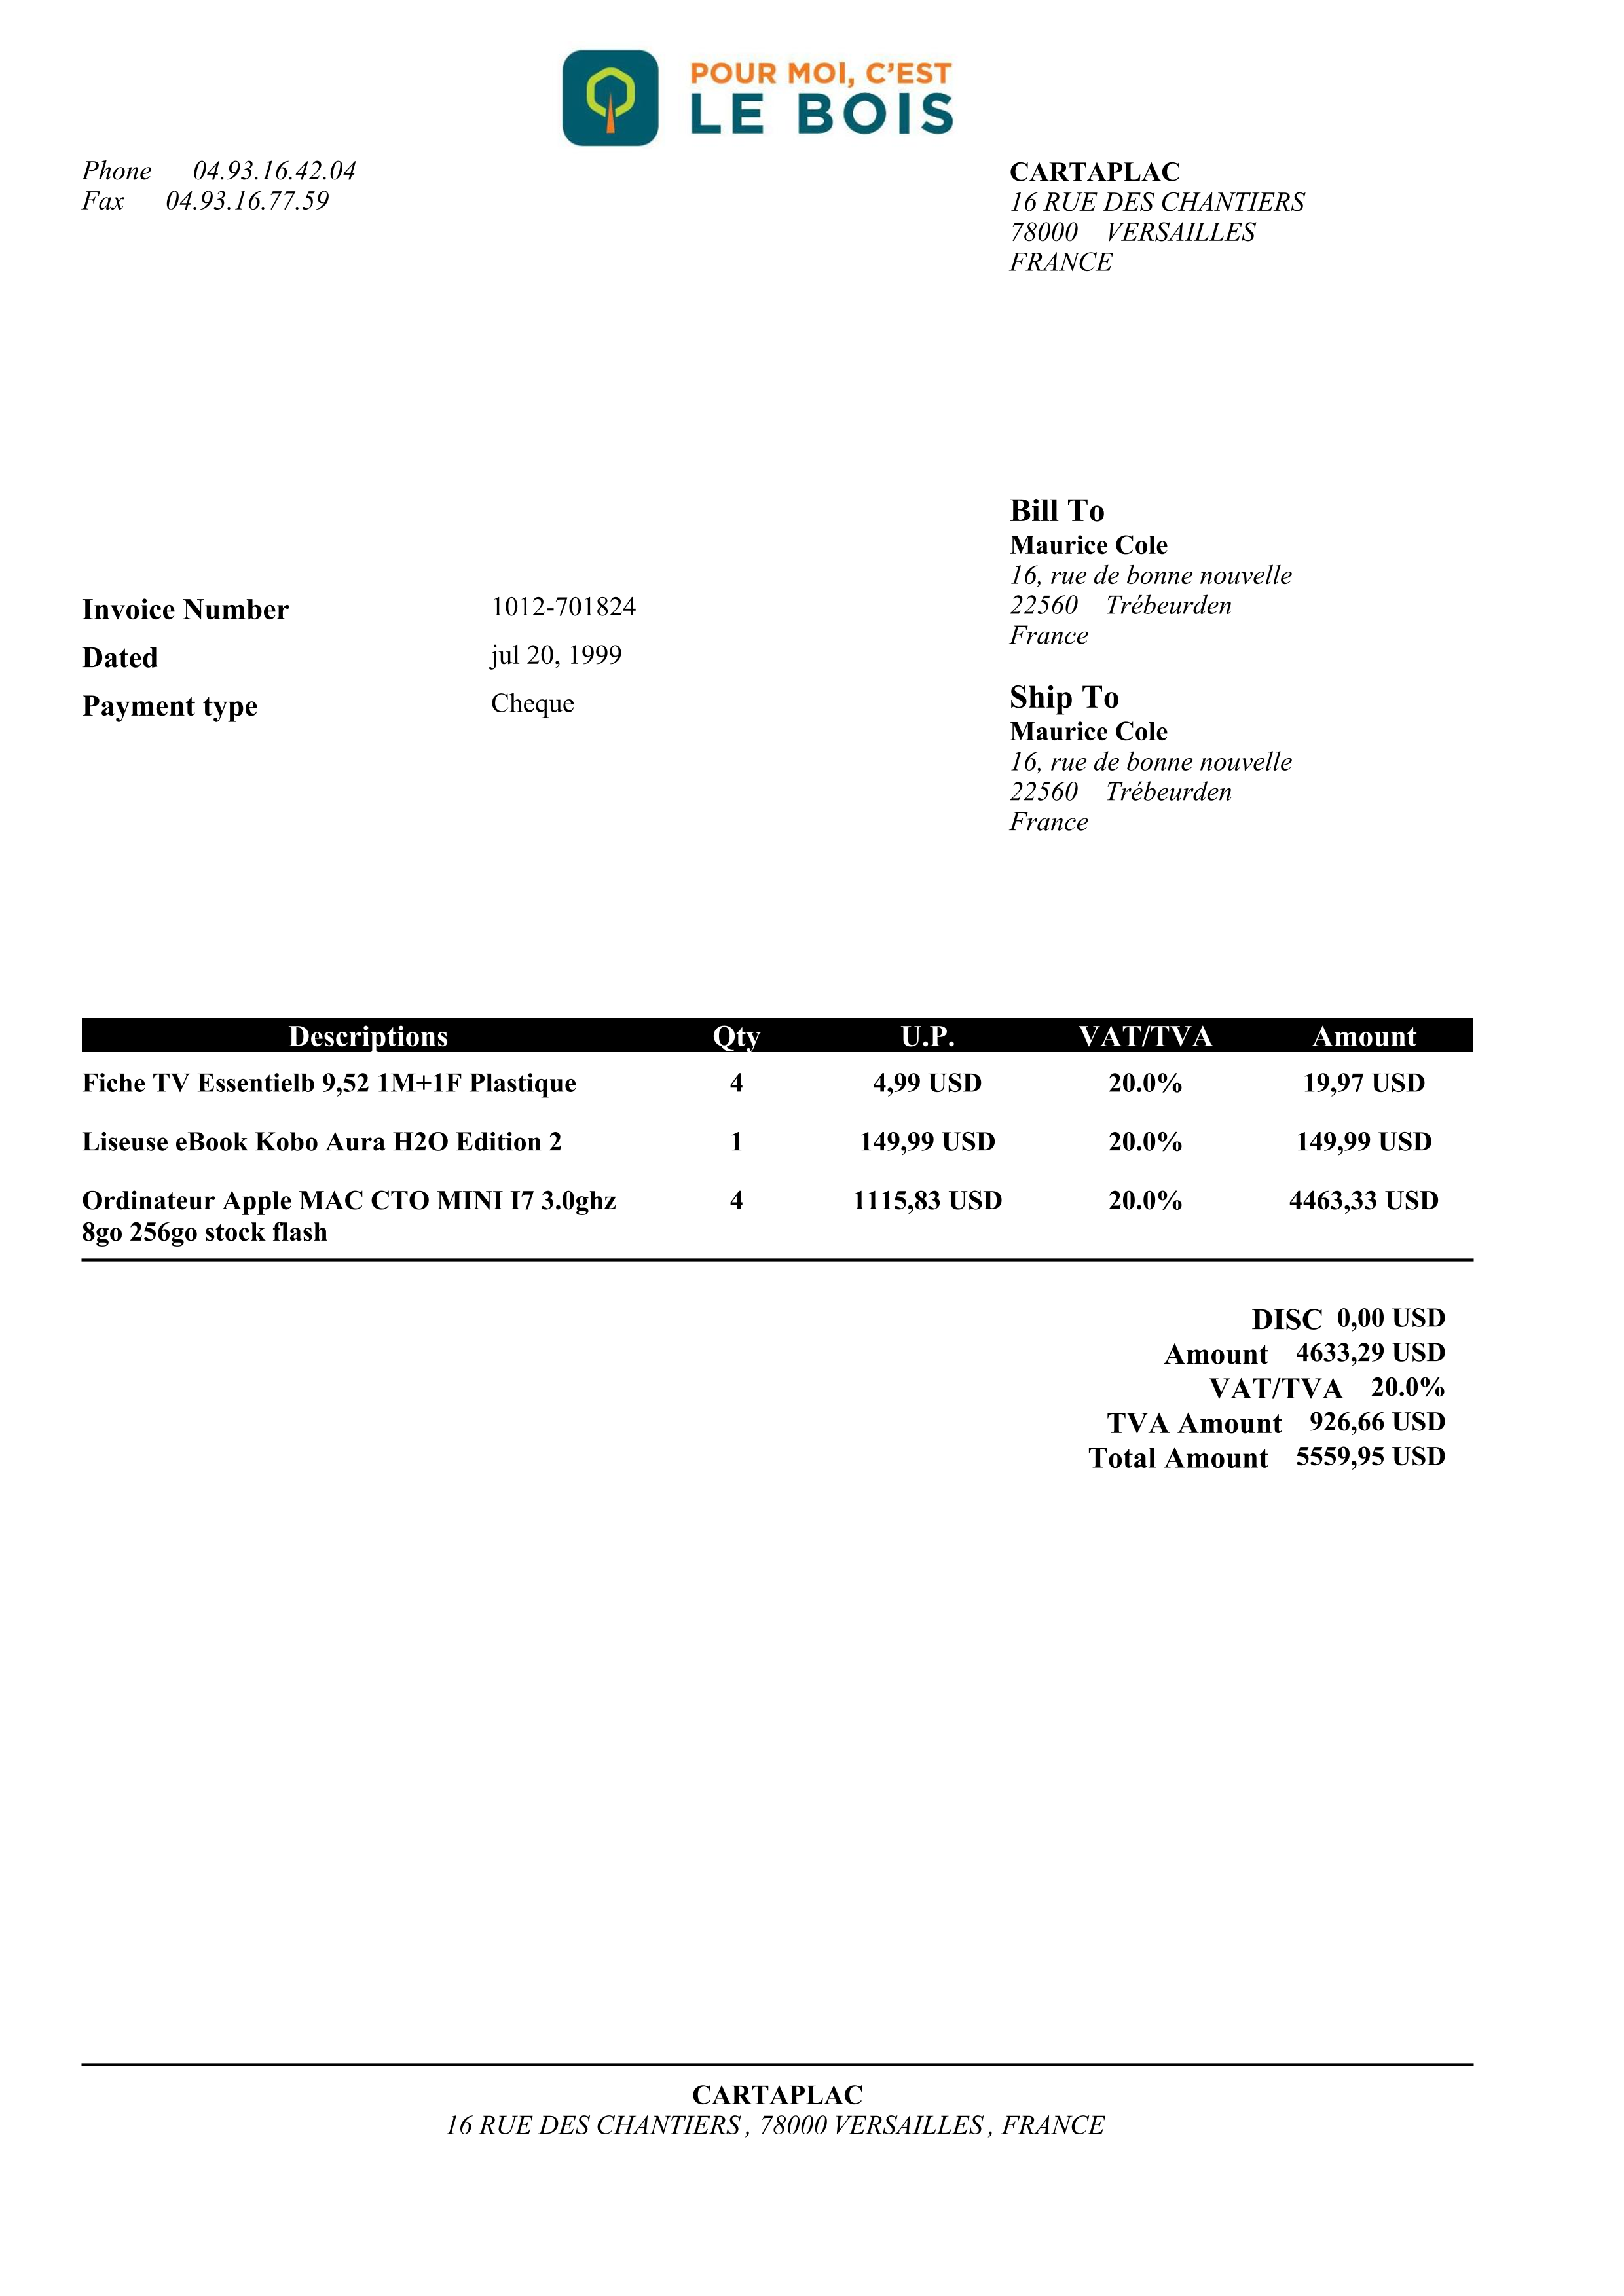 POUR MOI, C'EST
LE BOIS
Phone 04.93.16.42.04
Fax 04.93.16.77.59
CARTAPLAC
16 RUE DES CHANTIERS
78000 VERSAILLES
FRANCE
Bill To
Maurice Cole
16, rue de bonne nouvelle
22560 Trébeurden
France
Invoice Number 1012-701824
Dated jul 20, 1999
Payment type Cheque
Ship To
Maurice Cole
16, rue de bonne nouvelle
22560 Trébeurden
France
Descriptions Qty U.P. VAT/TVA Amount
Fiche TV Essentielb 9,52 1M+1F Plastique 4 4,99 USD 20.0% 19,97 USD
Liseuse eBook Kobo Aura H2O Edition 2 1 149,99 USD 20.0% 149,99 USD
Ordinateur Apple MAC CTO MINI I7 3.0ghz 4 1115,83 USD 20.0% 4463,33 USD
8go 256go stock flash
DISC 0,00 USD
Amount 4633,29 USD
VAT/TVA 20.0%
TVA Amount 926,66 USD
Total Amount 5559,95 USD
CARTAPLAC
16 RUE DES CHANTIERS , 78000 VERSAILLES , FRANCE